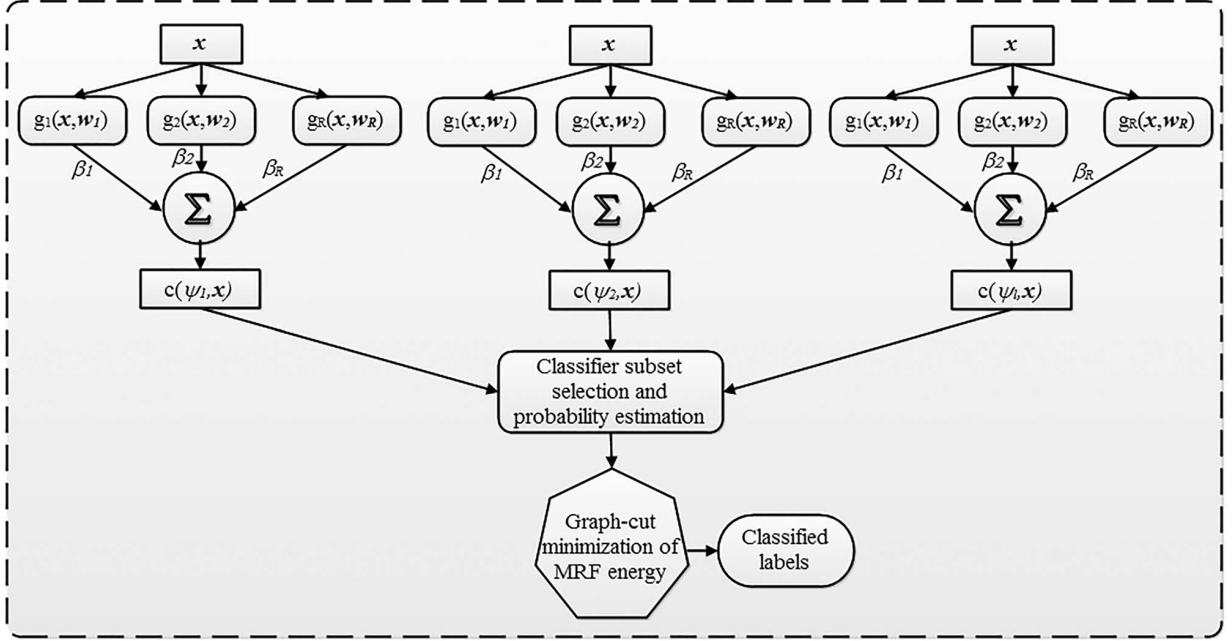 x x x
g1(x,w1) g2(x,w2) gR(x,wR) g1(x,w1) g2(x,w2) gR(x,wR) g1(x,w1) g2(x,w2) gR(x,wR)
β1 β2 βR β1 β2 βR β1 β2 βR
Σ Σ Σ
c(ψ1,x) c(ψ2,x) c(ψl,x)
Classifier subset
selection and
probability estimation
Graph-cut
minimization of
MRF energy
Classified
labels